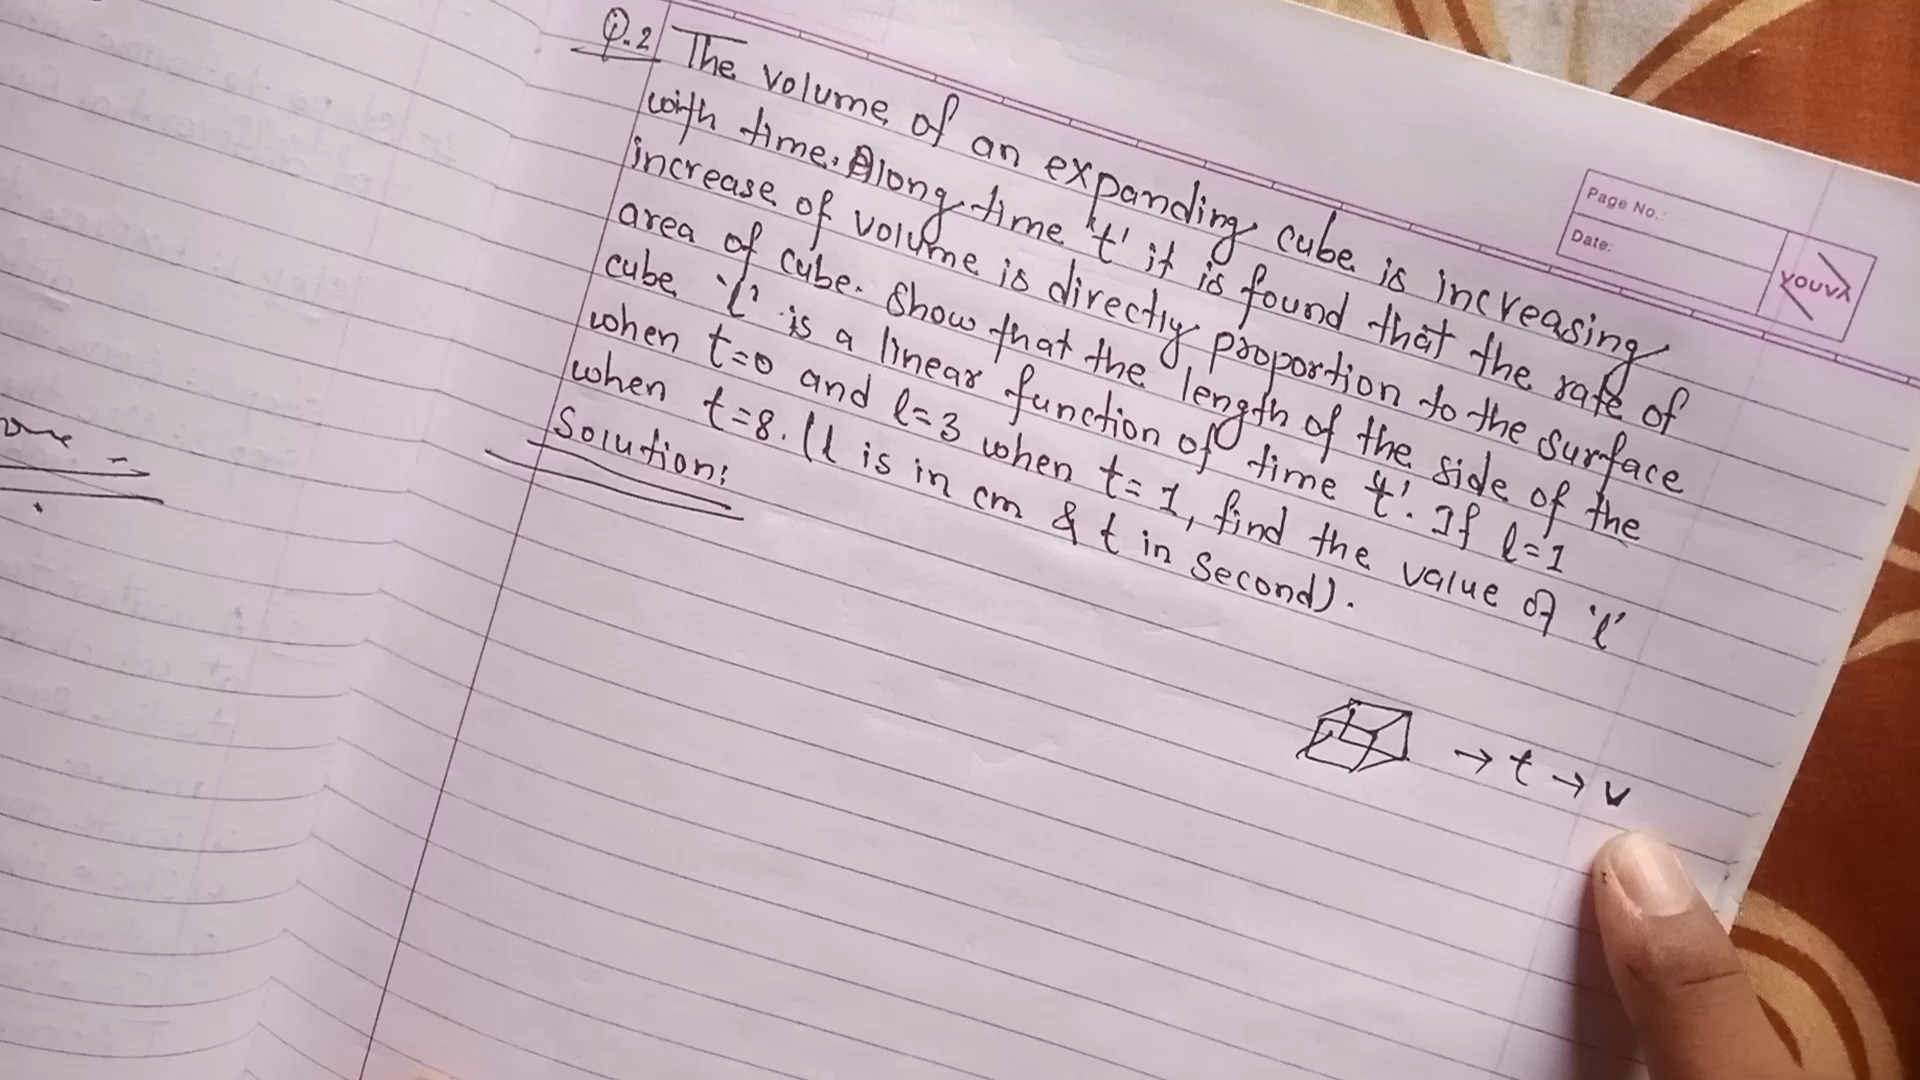 Q.2 The volume of an expanding cube is increasing
with time. Along time 't' it is found that the rate of
increase of volume is directly proportion to the surface
area of cube. Show that the length of the side of the
cube 'l' is a linear function of time 't'. If l=1
when t=0 and l=3 when t=1, find the value of 'l'
when t=8. (l is in cm & t in second).
Solution:
→ t → v
Page No.:
Date:
YOUVA